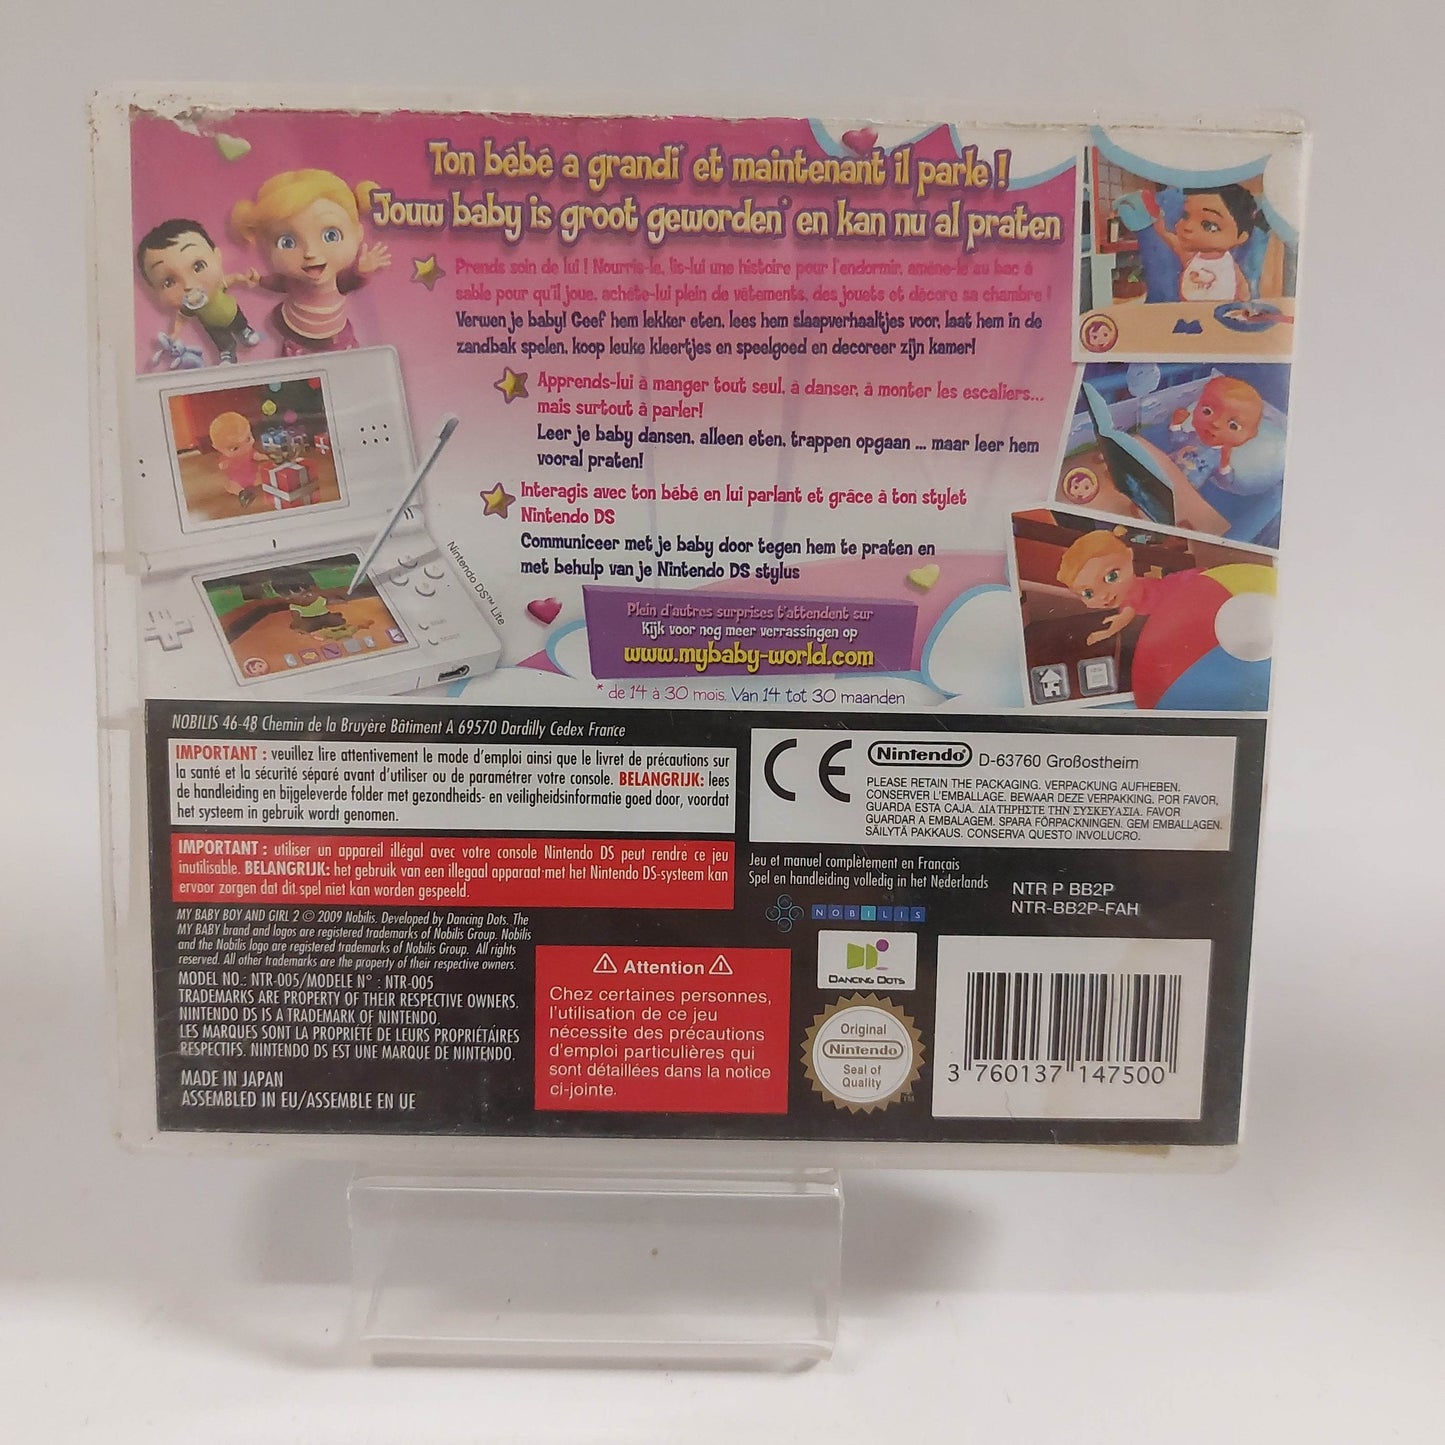 Ton bébé a grandi* et maintenant il parle !
Jouw baby is groot geworden* en kan nu al praten
Prends soin de lui ! Nourris-le, lis-lui une histoire pour l'endormir, amène-le au bac à
sable pour qu'il joue, achète-lui plein de vêtements, des jouets et décore sa chambre !
Verwen je baby! Geef hem lekker eten, lees hem slaapverhaaltjes voor, laat hem in de
zandbak spelen, koop leuke kleertjes en speelgoed en decoreer zijn kamer!
Apprends-lui à manger tout seul, à danser, à monter les escaliers...
mais surtout à parler!
Leer je baby dansen, alleen eten, trappen opgaan ... maar leer hem
vooral praten!
Interagis avec ton bébé en lui parlant et grâce à ton stylet
Nintendo DS
Communiceer met je baby door tegen hem te praten en
met behulp van je Nintendo DS stylus
Nintendo DS™ Lite
Plein d'autres surprises t'attendent sur
Kijk voor nog meer verrassingen op
www.mybaby-world.com
* de 14 à 30 mois. Van 14 tot 30 maanden
NOBILIS 46-48 Chemin de la Bruyère Bâtiment A 69570 Dardilly Cedex France
IMPORTANT : veuillez lire attentivement le mode d'emploi ainsi que le livret de précautions sur
la santé et la sécurité séparé avant d'utiliser ou de paramétrer votre console. BELANGRIJK: lees
de handleiding en bijgeleverde folder met gezondheids- en veiligheidsinformatie goed door, voordat
het systeem in gebruik wordt genomen.
IMPORTANT : utiliser un appareil illégal avec votre console Nintendo DS peut rendre ce jeu
inutilisable. BELANGRIJK: het gebruik van een illegaal apparaat met het Nintendo DS-systeem kan
ervoor zorgen dat dit spel niet kan worden gespeeld.
MY BABY BOY AND GIRL 2 © 2009 Nobilis. Developed by Dancing Dots. The
MY BABY brand and logos are registered trademarks of Nobilis Group. Nobilis
and the Nobilis logo are registered trademarks of Nobilis Group. All rights
reserved. All other trademarks are the property of their respective owners.
MODEL NO.: NTR-005/MODELE N° : NTR-005
TRADEMARKS ARE PROPERTY OF THEIR RESPECTIVE OWNERS.
NINTENDO DS IS A TRADEMARK OF NINTENDO.
LES MARQUES SONT LA PROPRIÉTÉ DE LEURS PROPRIÉTAIRES
RESPECTIFS. NINTENDO DS EST UNE MARQUE DE NINTENDO.
MADE IN JAPAN
ASSEMBLED IN EU/ASSEMBLE EN UE
Attention
Chez certaines personnes,
l'utilisation de ce jeu
nécessite des précautions
d'emploi particulières qui
sont détaillées dans la notice
ci-jointe.
CE
Nintendo D-63760 Großostheim
PLEASE RETAIN THE PACKAGING. VERPACKUNG AUFHEBEN.
CONSERVER L'EMBALLAGE. BEWAAR DEZE VERPAKKING. POR FAVOR,
GUARDA ESTA CAJA. ΔΙΑΤΗΡΗΣΤΕ ΤΗΝ ΣΥΣΚΕΥΑΣΙΑ. FAVOR
GUARDAR A EMBALAGEM. SPARA FÖRPACKNINGEN. GEM EMBALLAGEN.
SÄILYTÄ PAKKAUS. CONSERVA QUESTO INVOLUCRO.
Jeu et manuel complètement en Français
Spel en handleiding volledig in het Nederlands
NTR P BB2P
NTR-BB2P-FAH
NOBILIS
DANCING DOTS
Original
Nintendo
Seal of
Quality
TM
3 760137 147500